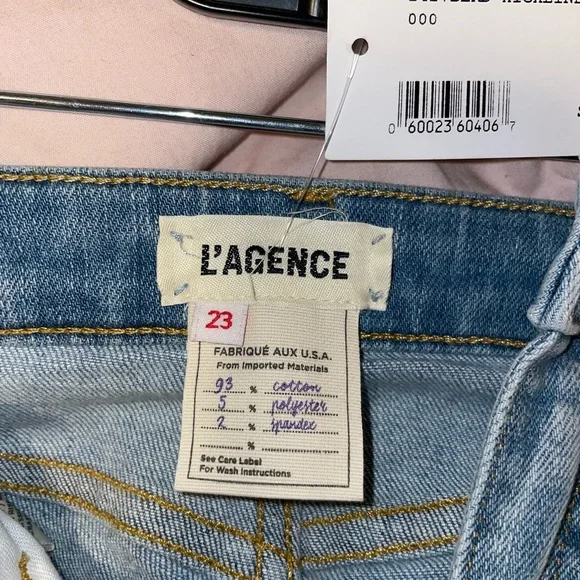 000
0 60023 60406 7
L'AGENCE
23
FABRIQUÉ AUX U.S.A.
From Imported Materials
93 % cotton
5 % polyester
2 % spandex
%
See Care Label
For Wash Instructions